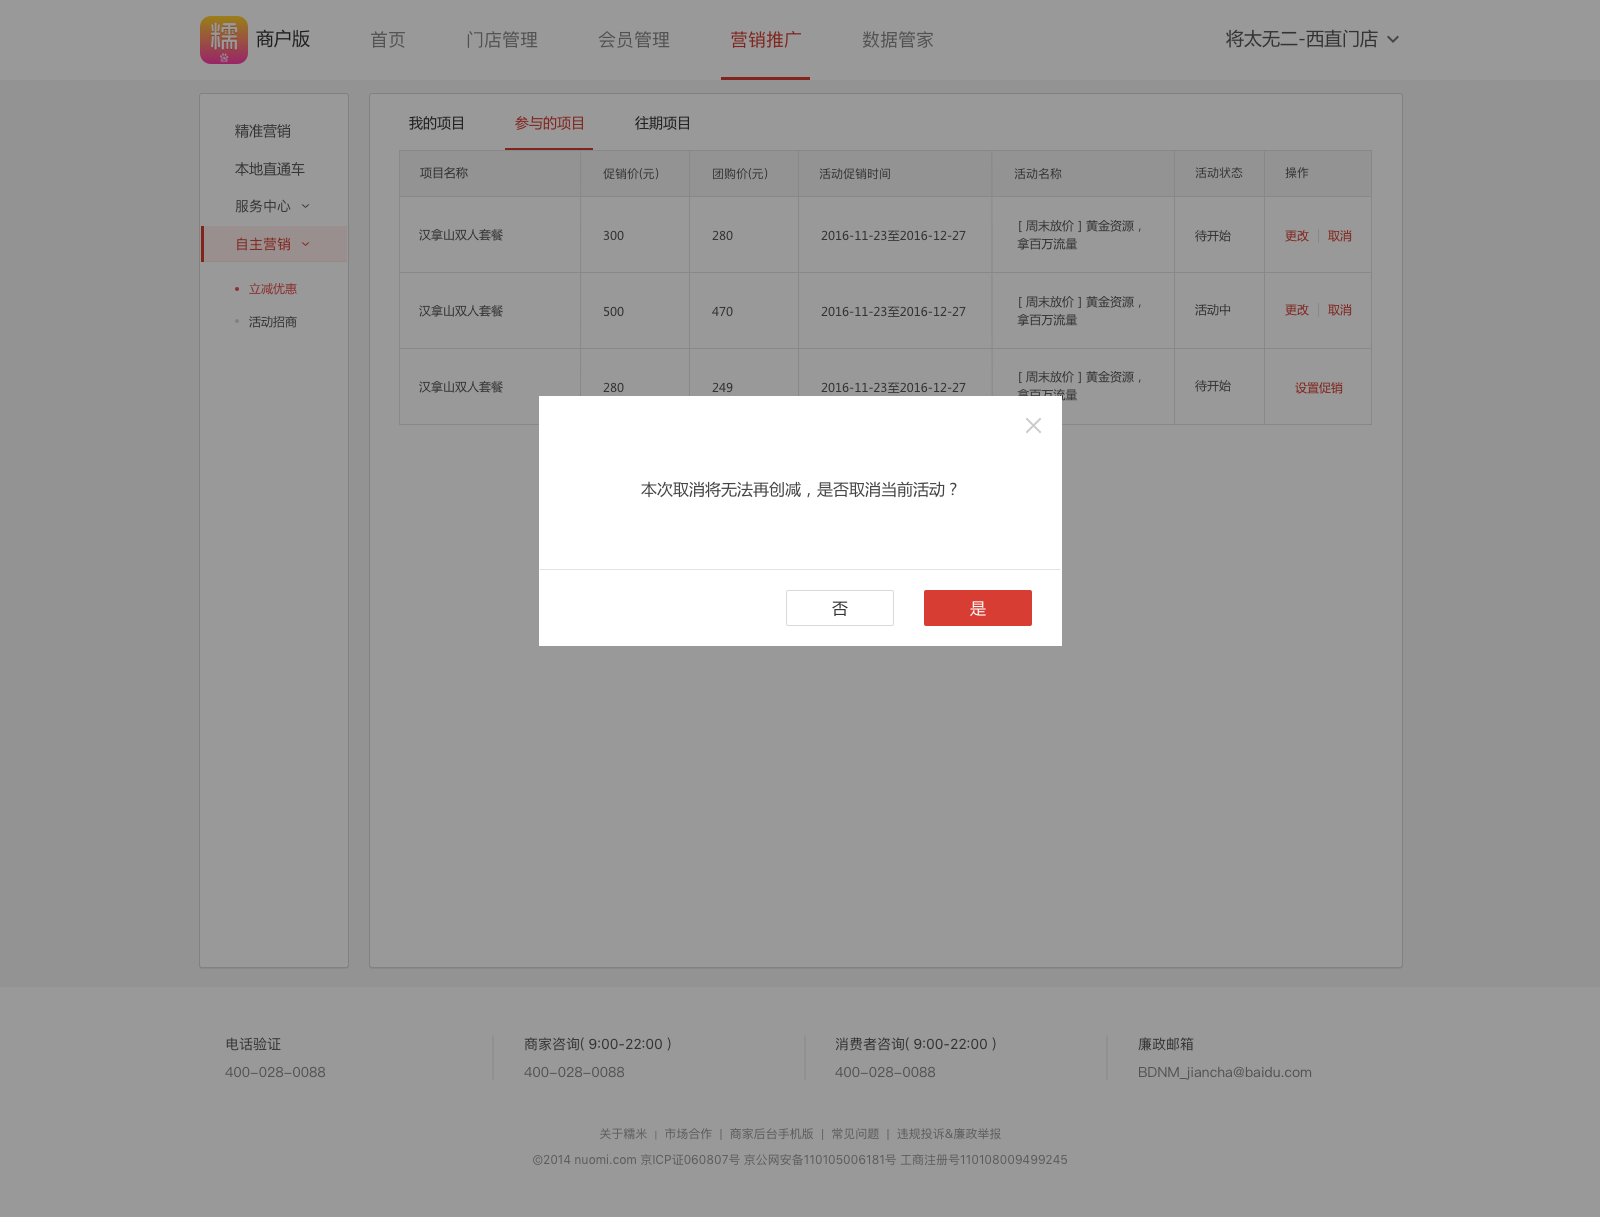 糯 商户版 首页 门店管理 会员管理 营销推广 数据管家 将太无二-西直门店
精准营销
本地直通车
服务中心
自主营销
立减优惠
活动招商
我的项目 参与的项目 往期项目
项目名称 促销价(元) 团购价(元) 活动促销时间 活动名称 活动状态 操作
汉拿山双人套餐 300 280 2016-11-23至2016-12-27 [ 周末放价 ] 黄金资源， 待开始 更改 取消
拿百万流量
汉拿山双人套餐 500 470 2016-11-23至2016-12-27 [ 周末放价 ] 黄金资源， 活动中 更改 取消
拿百万流量
汉拿山双人套餐 280 249 2016-11-23至2016-12-27 [ 周末放价 ] 黄金资源， 待开始 设置促销
拿百万流量
本次取消将无法再创减，是否取消当前活动？
否 是
电话验证 商家咨询( 9:00-22:00 ) 消费者咨询( 9:00-22:00 ) 廉政邮箱
400-028-0088 400-028-0088 400-028-0088 BDNM_jiancha@baidu.com
关于糯米 | 市场合作 | 商家后台手机版 | 常见问题 | 违规投诉&廉政举报
©2014 nuomi.com 京ICP证060807号 京公网安备110105006181号 工商注册号110108009499245